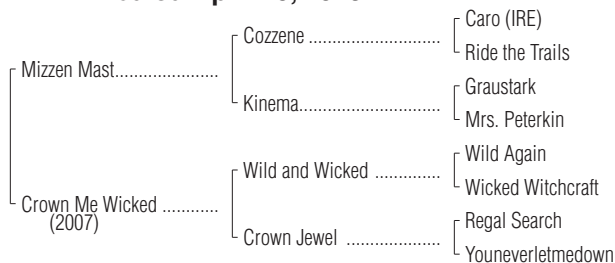 Caro (IRE)
Cozzene
Ride the Trails
Mizzen Mast
Graustark
Kinema
Mrs. Peterkin
Wild Again
Wild and Wicked
Wicked Witchcraft
Crown Me Wicked
(2007)
Regal Search
Crown Jewel
Youneverletmedown